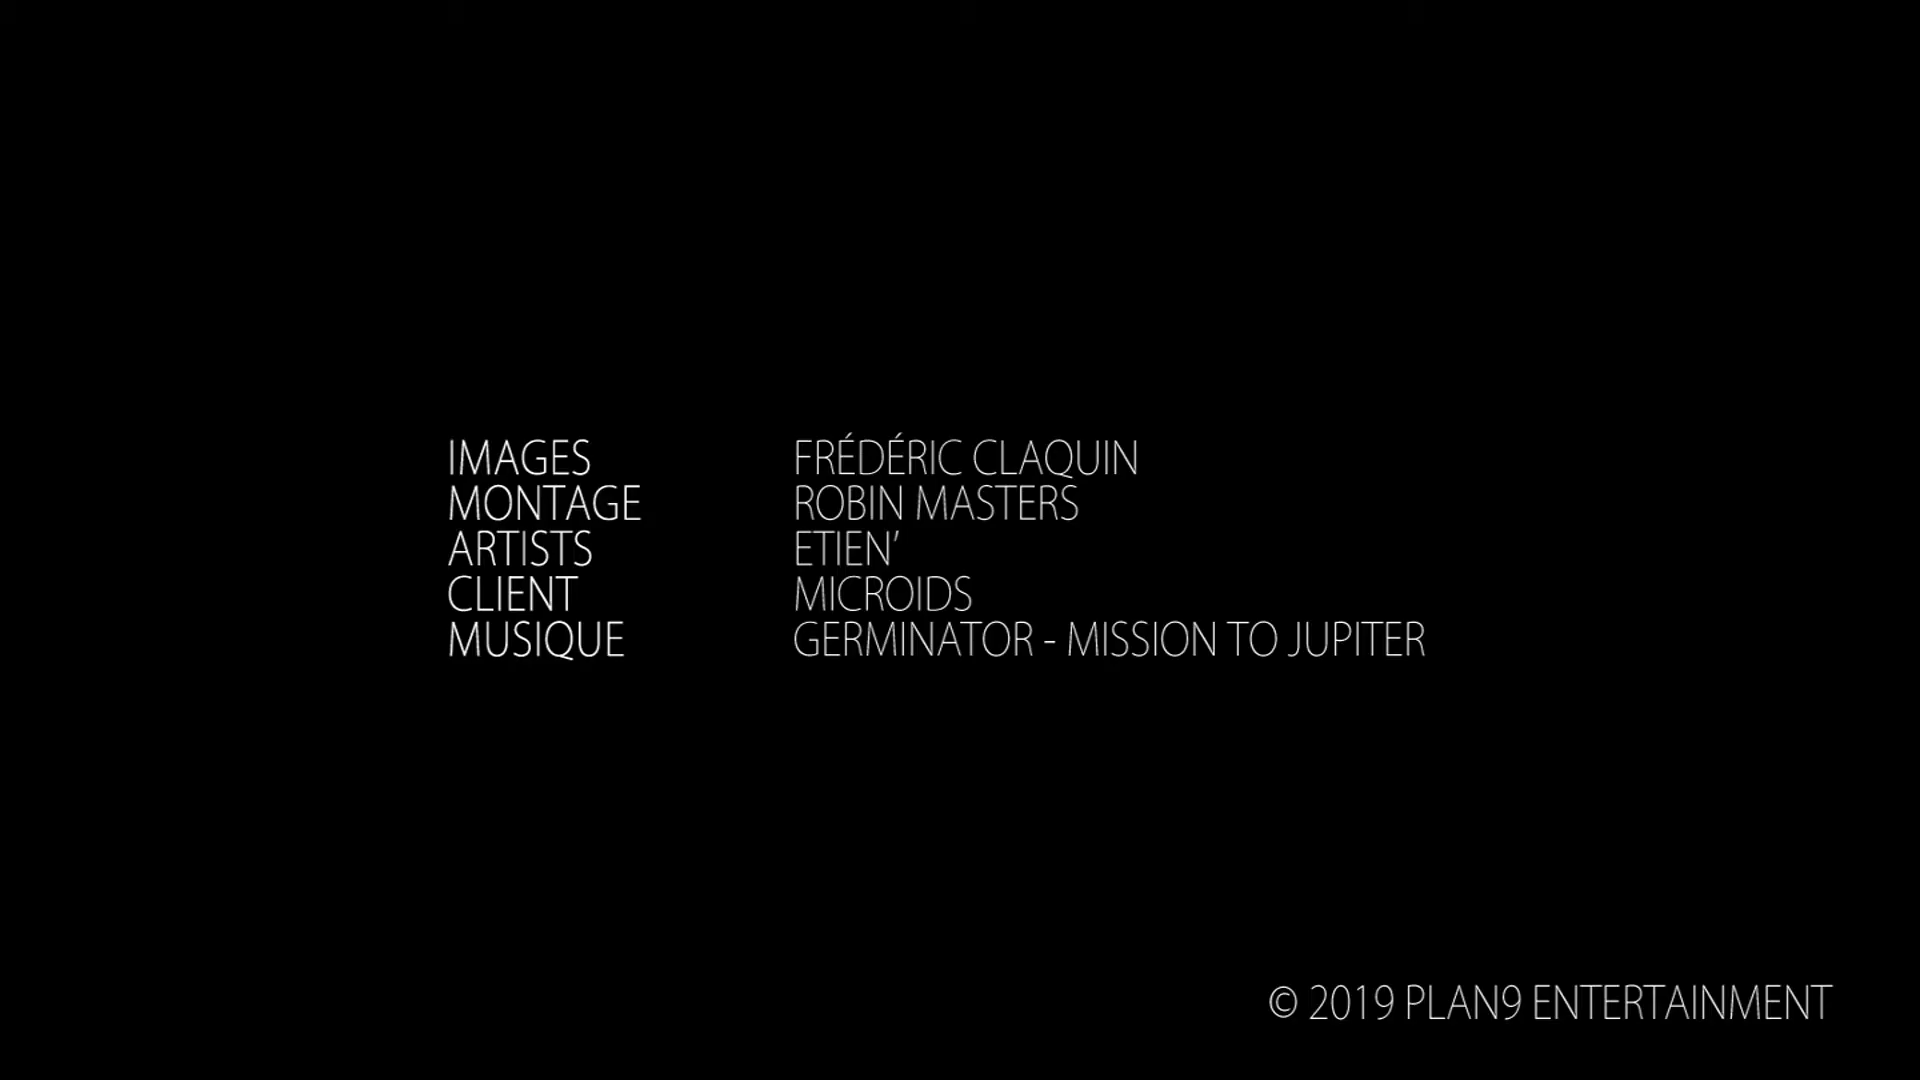 IMAGES FRÉDÉRIC CLAQUIN
MONTAGE ROBIN MASTERS
ARTISTS ETIEN’
CLIENT MICROIDS
MUSIQUE GERMINATOR - MISSION TO JUPITER
© 2019 PLAN9 ENTERTAINMENT